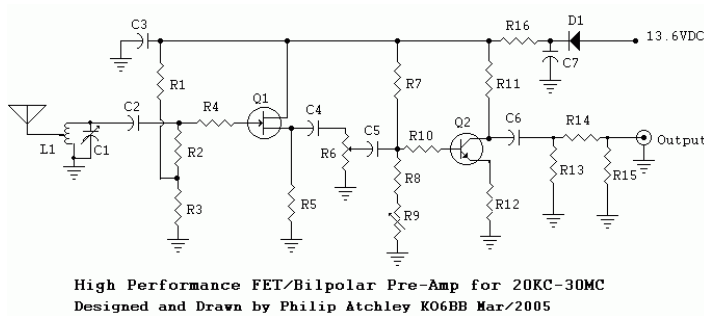 C3
R16
D1
13.6VDC
C7
R1
R7
R11
C2
R4
Q1
C4
C5
R10
Q2
C6
R14
Output
L1
C1
R2
R6
R8
R13
R15
R3
R5
R9
R12
High Performance FET/Bilpolar Pre-Amp for 20KC-30MC
Designed and Drawn by Philip Atchley KO6BB Mar/2005